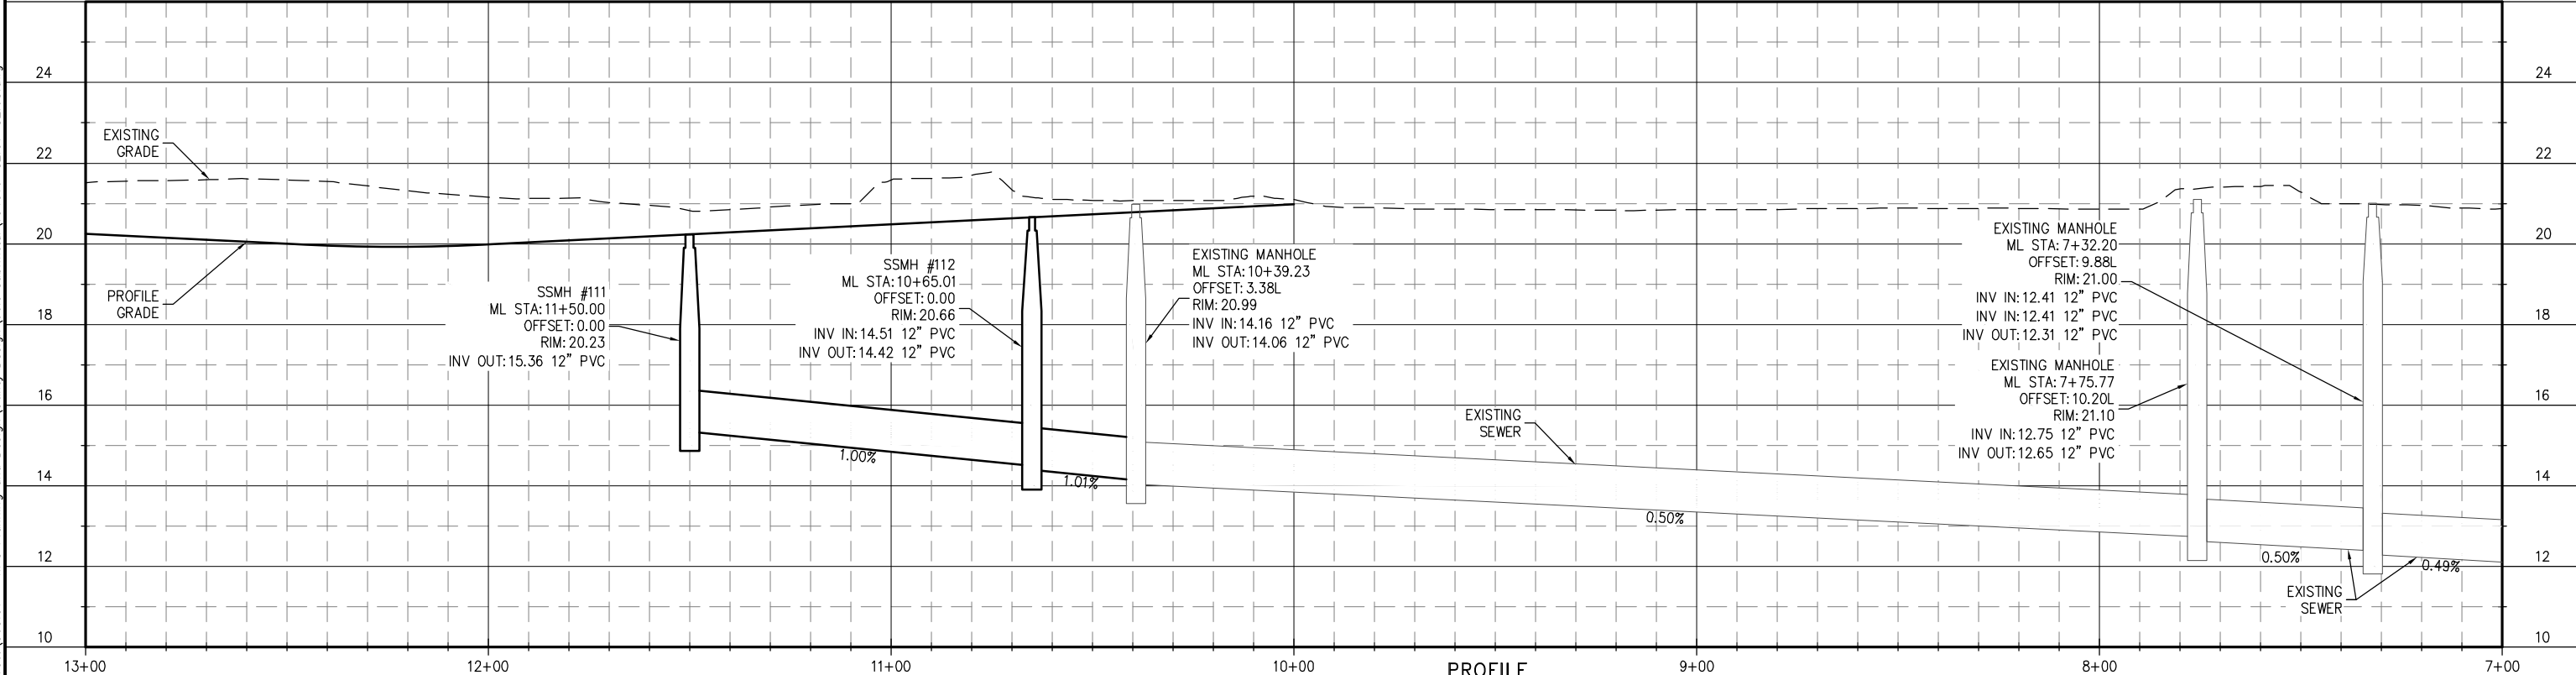 24
22
20
18
16
14
12
10
24
22
20
18
16
14
12
10
EXISTING
GRADE
PROFILE
GRADE
SSMH #111
ML STA:11+50.00
OFFSET:0.00
RIM:20.23
INV OUT:15.36 12" PVC
SSMH #112
ML STA:10+65.01
OFFSET:0.00
RIM:20.66
INV IN:14.51 12" PVC
INV OUT:14.42 12" PVC
EXISTING MANHOLE
ML STA:10+39.23
OFFSET:3.38L
RIM:20.99
INV IN:14.16 12" PVC
INV OUT:14.06 12" PVC
EXISTING
SEWER
EXISTING MANHOLE
ML STA:7+32.20
OFFSET:9.88L
RIM:21.00
INV IN:12.41 12" PVC
INV IN:12.41 12" PVC
INV OUT:12.31 12" PVC
EXISTING MANHOLE
ML STA:7+75.77
OFFSET:10.20L
RIM:21.10
INV IN:12.75 12" PVC
INV OUT:12.65 12" PVC
1.00%
1.01%
0.50%
0.50%
0.49%
EXISTING
SEWER
13+00
12+00
11+00
10+00
9+00
8+00
7+00
PROFILE